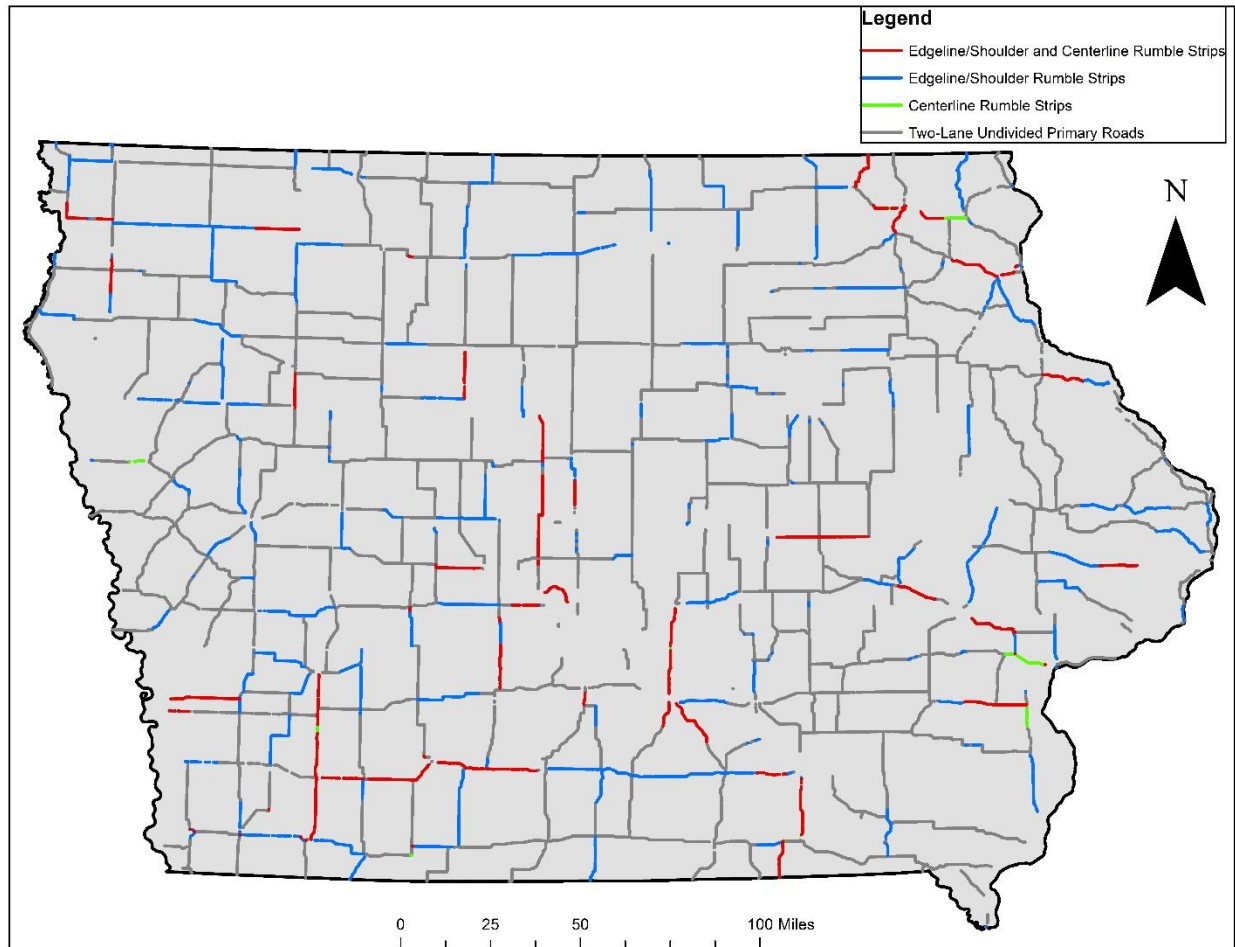 Legend
Edgeline/Shoulder and Centerline Rumble Strips
Edgeline/Shoulder Rumble Strips
Centerline Rumble Strips
Two-Lane Undivided Primary Roads
N
0 25 50 100 Miles